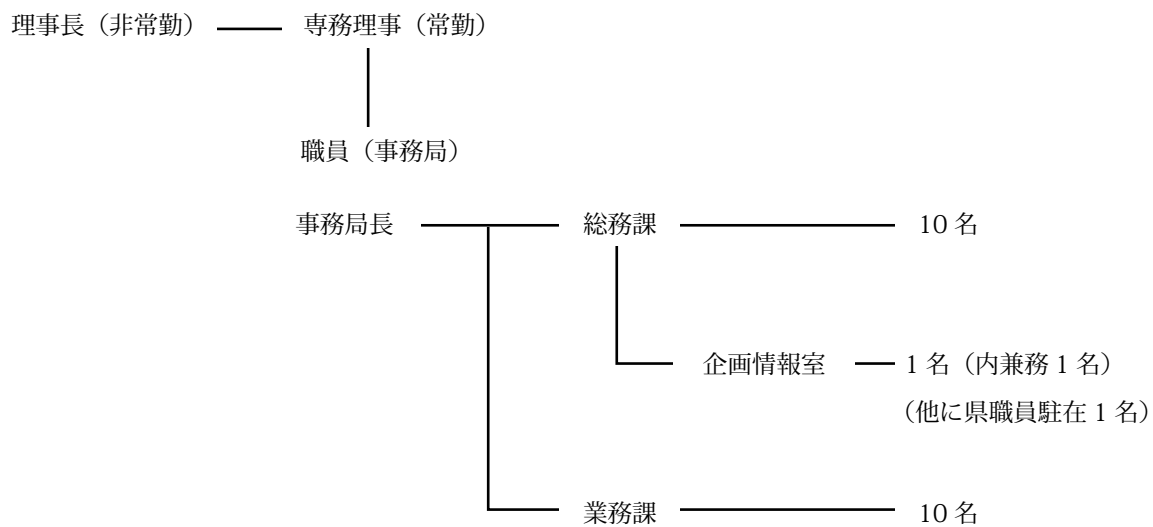 理事長（非常勤） 専務理事（常勤）
職員（事務局）
事務局長 総務課 10 名
企画情報室 1 名（内兼務 1 名）
（他に県職員駐在 1 名）
業務課 10 名